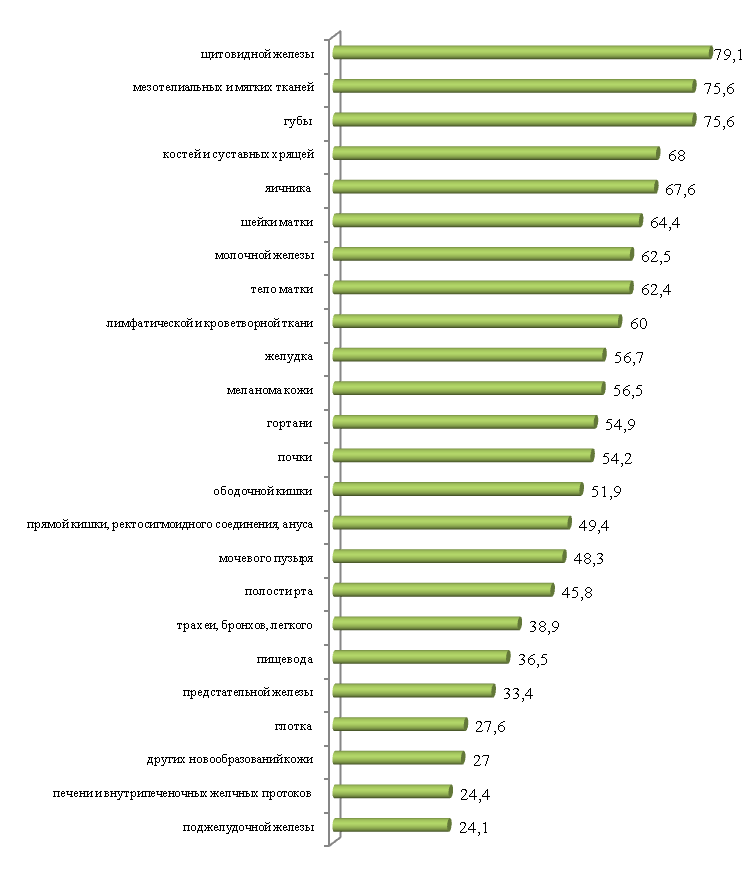 щитовидной железы 79,1
мезотелиальных и мягких тканей 75,6
губы 75,6
костей и суставных хрящей 68
яичника 67,6
шейки матки 64,4
молочной железы 62,5
тело матки 62,4
лимфатической и кроветворной ткани 60
желудка 56,7
меланома кожи 56,5
гортани 54,9
почки 54,2
ободочной кишки 51,9
прямой кишки, ректосигмоидного соединения, ануса 49,4
мочевого пузыря 48,3
полости рта 45,8
трахеи, бронхов, легкого 38,9
пищевода 36,5
предстательной железы 33,4
глотка 27,6
других новообразований кожи 27
печени и внутрипеченочных желчных протоков 24,4
поджелудочной железы 24,1